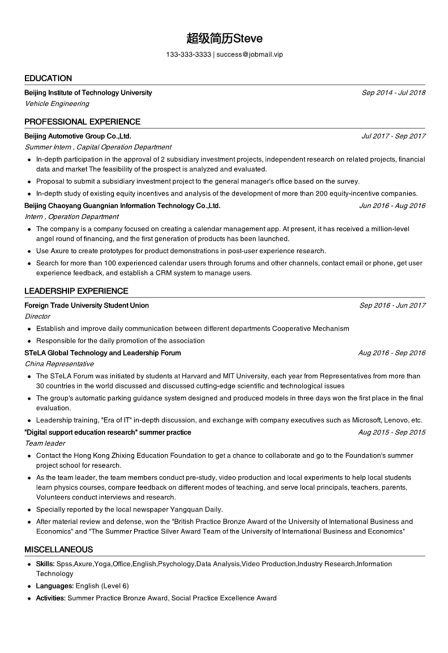 超级简历Steve
133-333-3333 | success@jobmail.vip
EDUCATION
Beijing Institute of Technology University Sep 2014 - Jul 2018
Vehicle Engineering
PROFESSIONAL EXPERIENCE
Beijing Automotive Group Co.,Ltd. Jul 2017 - Sep 2017
Summer Intern , Capital Operation Department
• In-depth participation in the approval of 2 subsidiary investment projects, independent research on related projects, financial
data and market The feasibility of the prospect is analyzed and evaluated.
• Proposal to submit a subsidiary investment project to the general manager's office based on the survey.
• In-depth study of existing equity incentives and analysis of the development of more than 200 equity-incentive companies.
Beijing Chaoyang Guangnian Information Technology Co.,Ltd. Jun 2016 - Aug 2016
Intern , Operation Department
• The company is a company focused on creating a calendar management app. At present, it has received a million-level
angel round of financing, and the first generation of products has been launched.
• Use Axure to create prototypes for product demonstrations in post-user experience research.
• Search for more than 100 experienced calendar users through forums and other channels, contact email or phone, get user
experience feedback, and establish a CRM system to manage users.
LEADERSHIP EXPERIENCE
Foreign Trade University Student Union Sep 2016 - Jun 2017
Director
• Establish and improve daily communication between different departments Cooperative Mechanism
• Responsible for the daily promotion of the association
STeLA Global Technology and Leadership Forum Aug 2016 - Sep 2016
China Representative
• The STeLA Forum was initiated by students at Harvard and MIT University, each year from Representatives from more than
30 countries in the world discussed and discussed cutting-edge scientific and technological issues
• The group's automatic parking guidance system designed and produced models in three days won the first place in the final
evaluation.
• Leadership training, "Era of IT" in-depth discussion, and exchange with company executives such as Microsoft, Lenovo, etc.
"Digital support education research" summer practice Aug 2015 - Sep 2015
Team leader
• Contact the Hong Kong Zhixing Education Foundation to get a chance to collaborate and go to the Foundation's summer
project school for research.
• As the team leader, the team members conduct pre-study, video production and local experiments to help local students
learn physics courses, compare feedback on different modes of teaching, and serve local principals, teachers, parents,
Volunteers conduct interviews and research.
• Specially reported by the local newspaper Yangquan Daily.
• After material review and defense, won the "British Practice Bronze Award of the University of International Business and
Economics" and "The Summer Practice Silver Award Team of the University of International Business and Economics"
MISCELLANEOUS
• Skills: Spss,Axure,Yoga,Office,English,Psychology,Data Analysis,Video Production,Industry Research,Information
Technology
• Languages: English (Level 6)
• Activities: Summer Practice Bronze Award, Social Practice Excellence Award